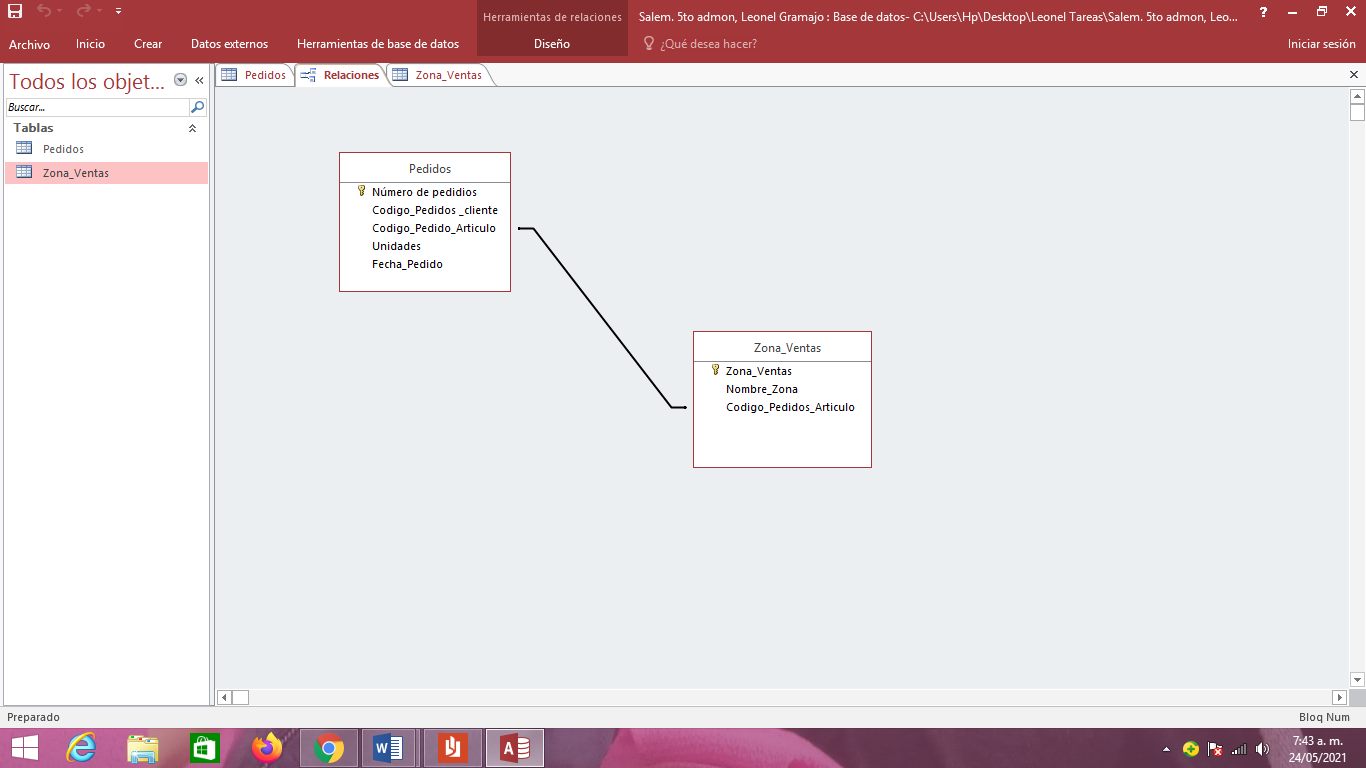 Herramientas de relaciones
Salem. 5to admon, Leonel Gramajo : Base de datos- C:\Users\Hp\Desktop\Leonel Tareas\Salem. 5to admon, Leo...
?
Archivo
Inicio
Crear
Datos externos
Herramientas de base de datos
Diseño
¿Qué desea hacer?
Iniciar sesión
Todos los objet...
Buscar...
Tablas
Pedidos
Zona_Ventas
Pedidos
Relaciones
Zona_Ventas
Pedidos
Número de pedidios
Codigo_Pedidos _cliente
Codigo_Pedido_Articulo
Unidades
Fecha_Pedido
Zona_Ventas
Zona_Ventas
Nombre_Zona
Codigo_Pedidos_Articulo
Preparado
Bloq Num
7:43 a. m.
24/05/2021